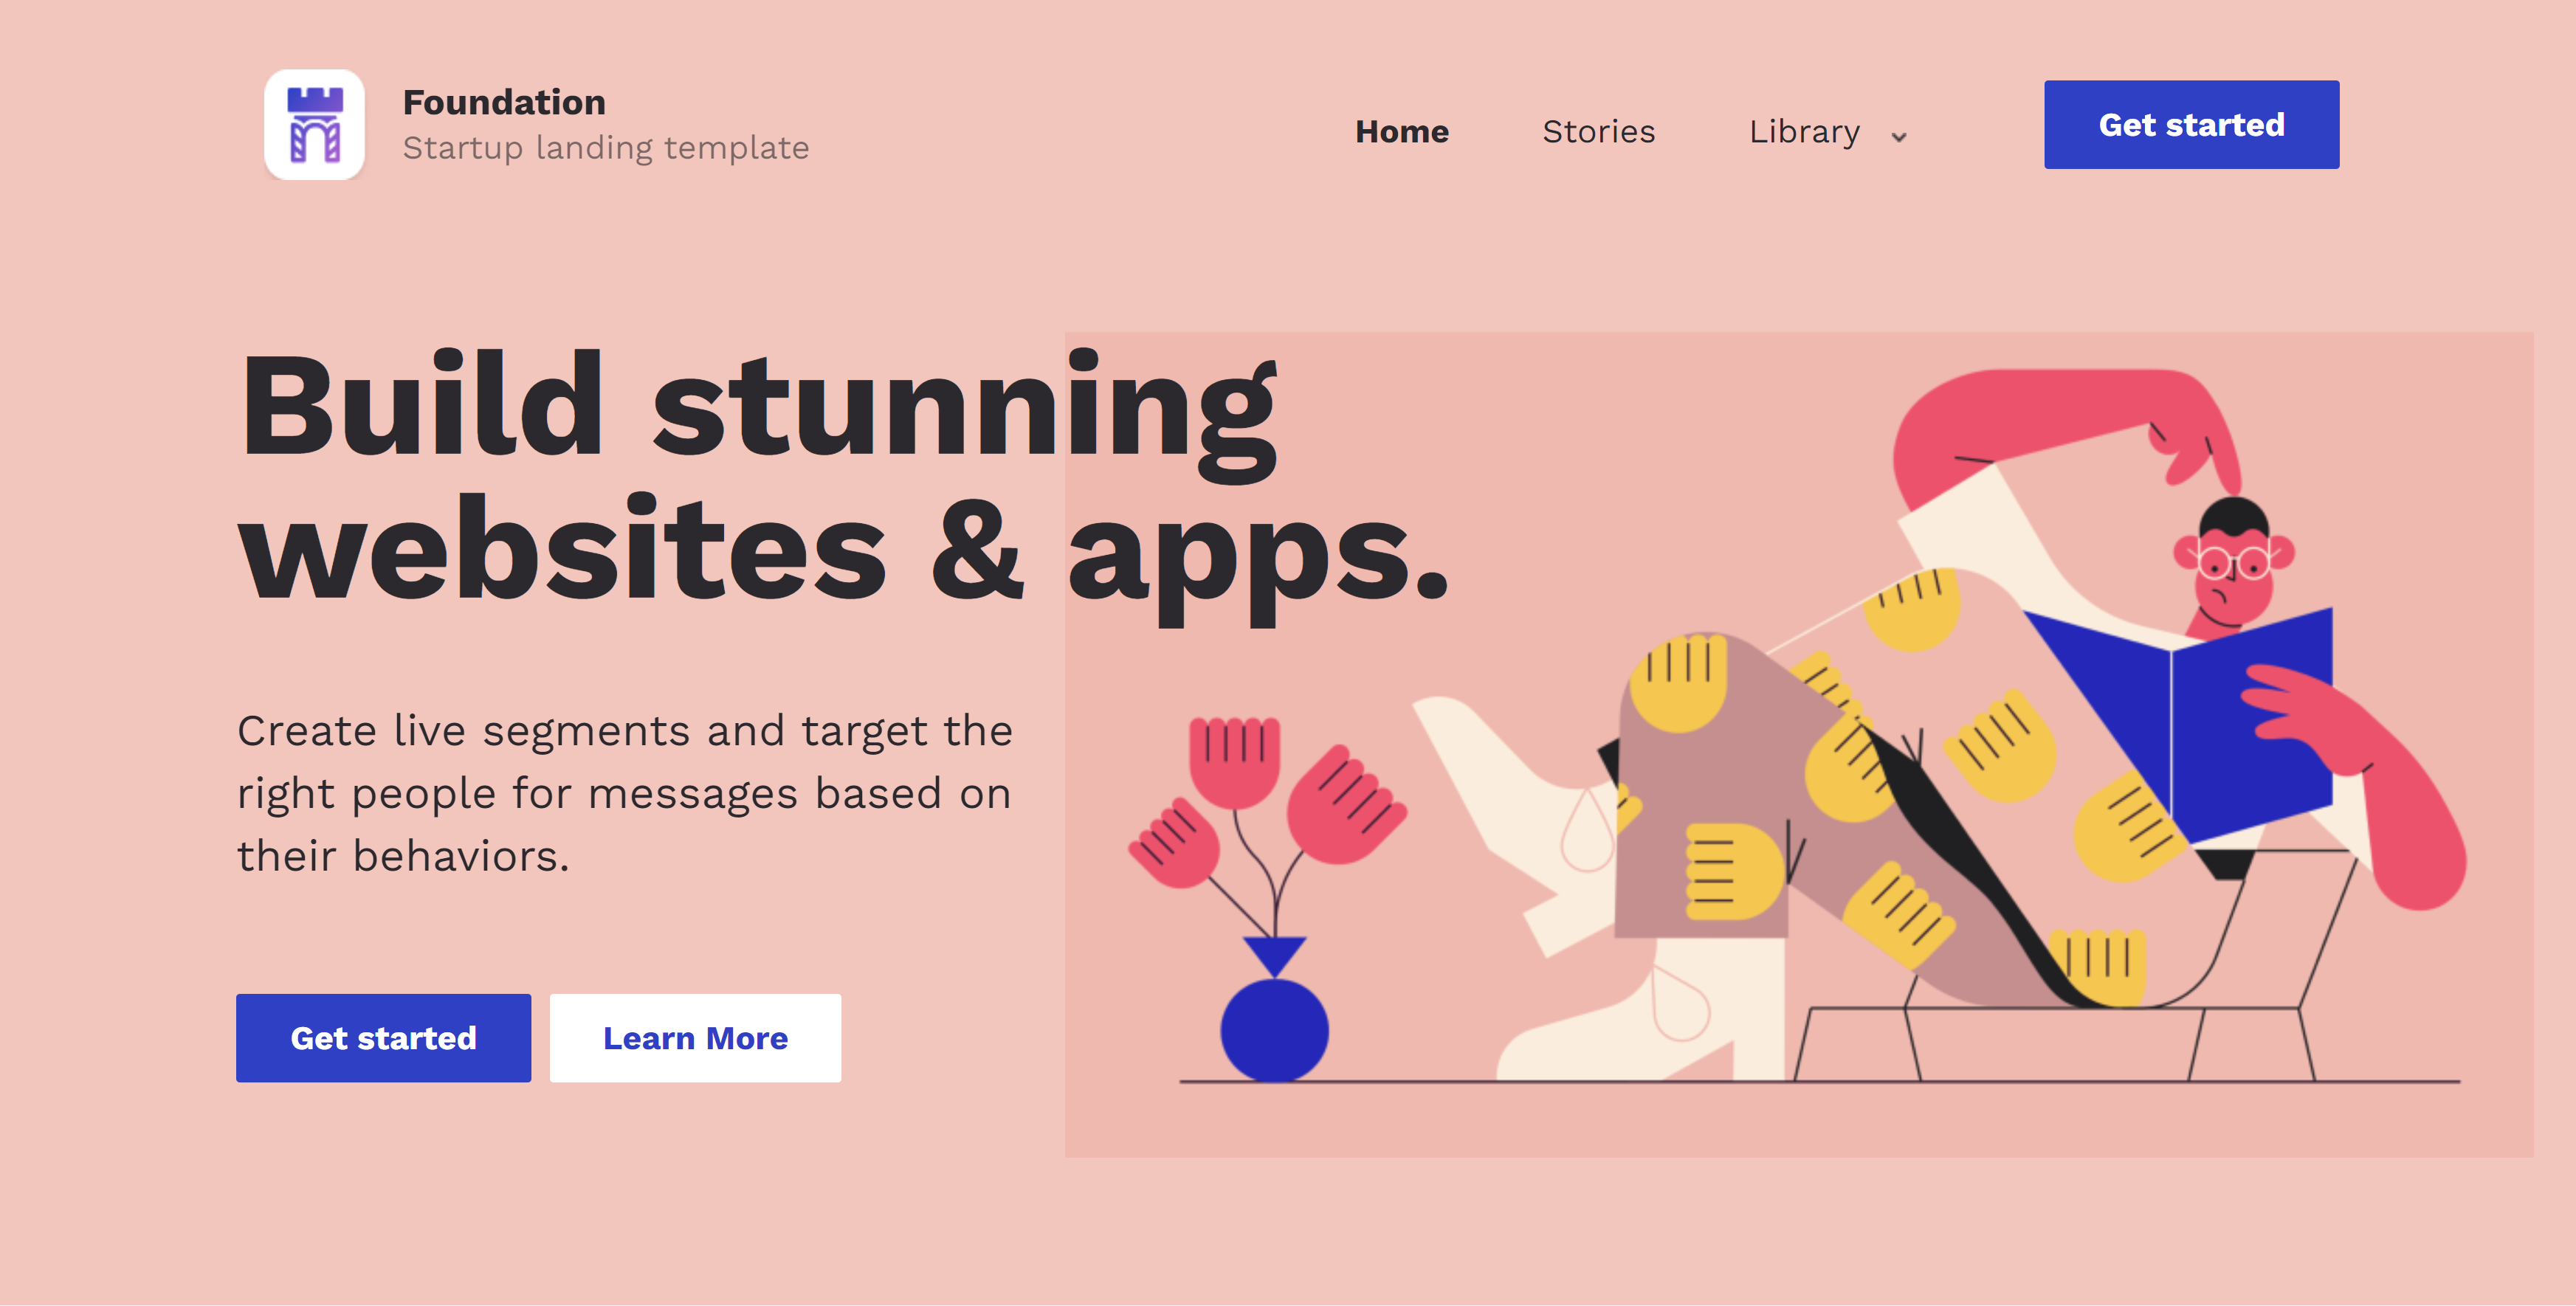 Foundation
Startup landing template
Home
Stories
Library
Get started
Build stunning
websites & apps.
Create live segments and target the
right people for messages based on
their behaviors.
Get started
Learn More